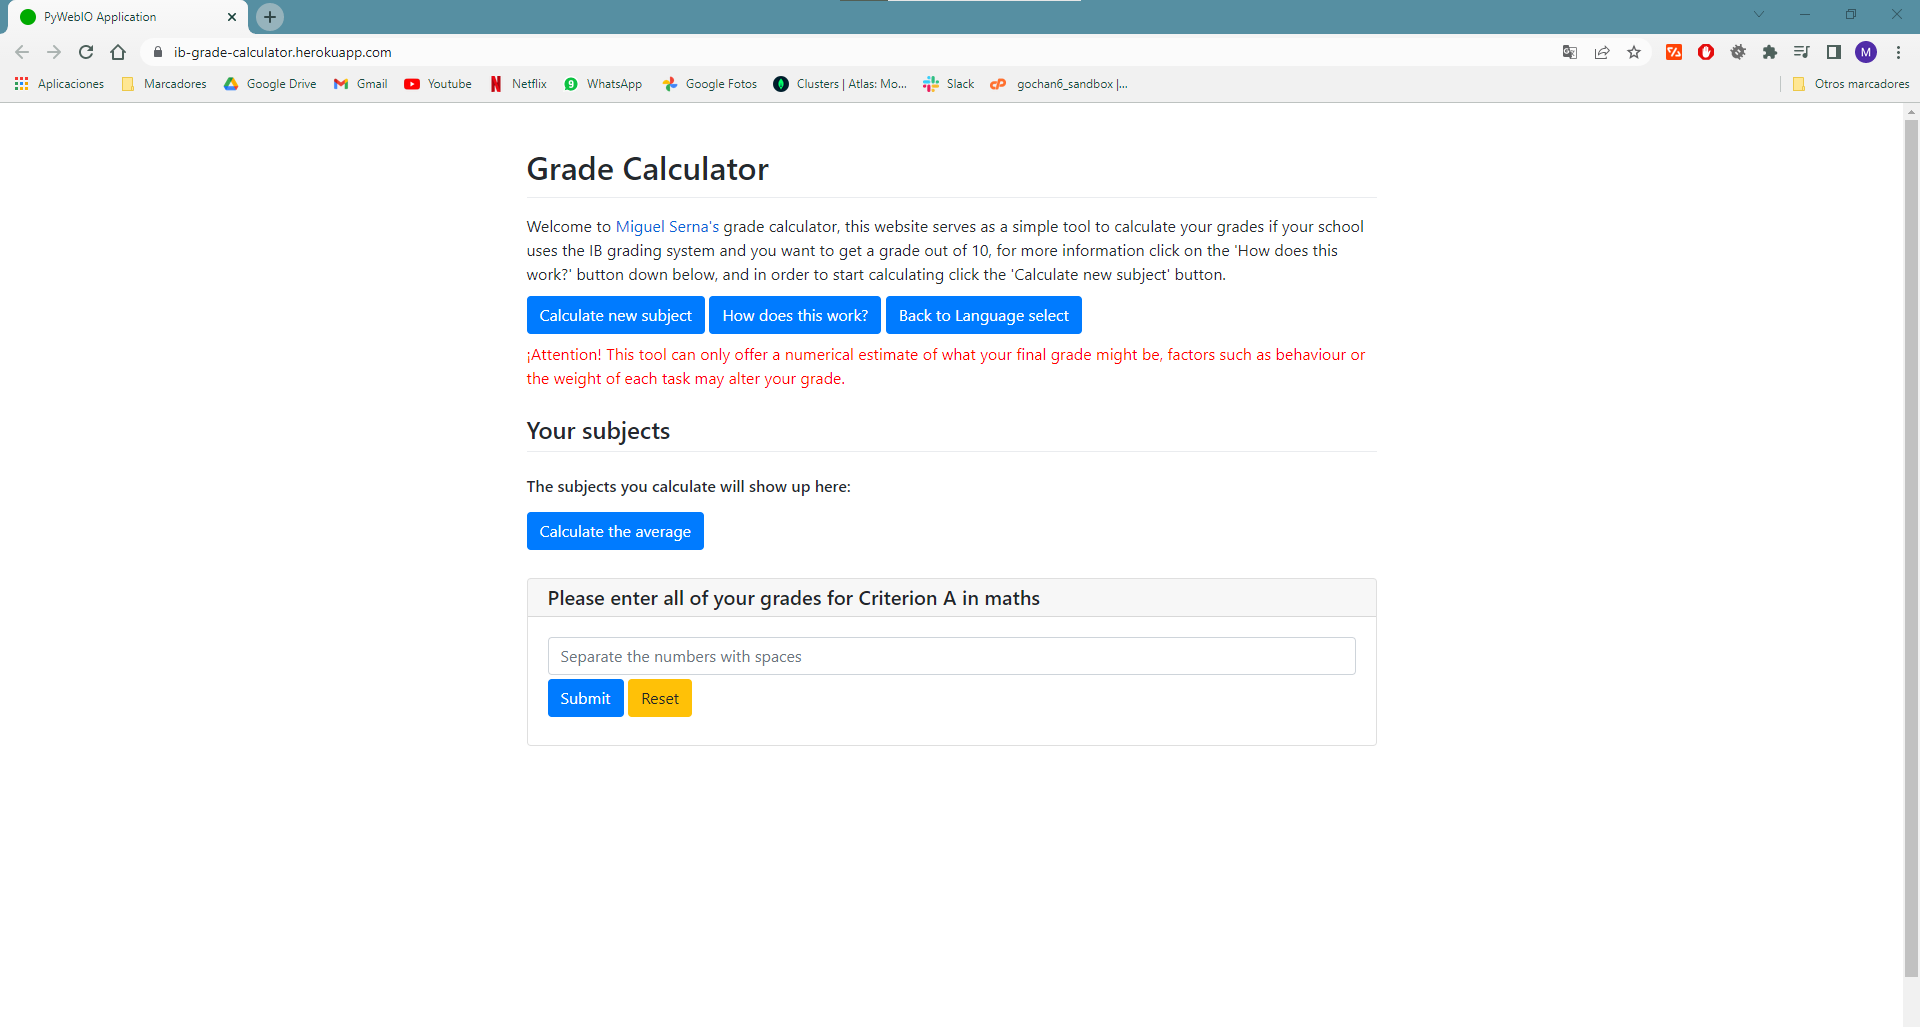 PyWebIO Application
ib-grade-calculator.herokuapp.com
M
Aplicaciones Marcadores Google Drive Gmail Youtube Netflix 9 WhatsApp Google Fotos Clusters | Atlas: Mo... Slack gochan6_sandbox |... Otros marcadores
Grade Calculator
Welcome to Miguel Serna's grade calculator, this website serves as a simple tool to calculate your grades if your school
uses the IB grading system and you want to get a grade out of 10, for more information click on the 'How does this
work?' button down below, and in order to start calculating click the 'Calculate new subject' button.
Calculate new subject How does this work? Back to Language select
¡Attention! This tool can only offer a numerical estimate of what your final grade might be, factors such as behaviour or
the weight of each task may alter your grade.
Your subjects
The subjects you calculate will show up here:
Calculate the average
Please enter all of your grades for Criterion A in maths
Separate the numbers with spaces
Submit Reset